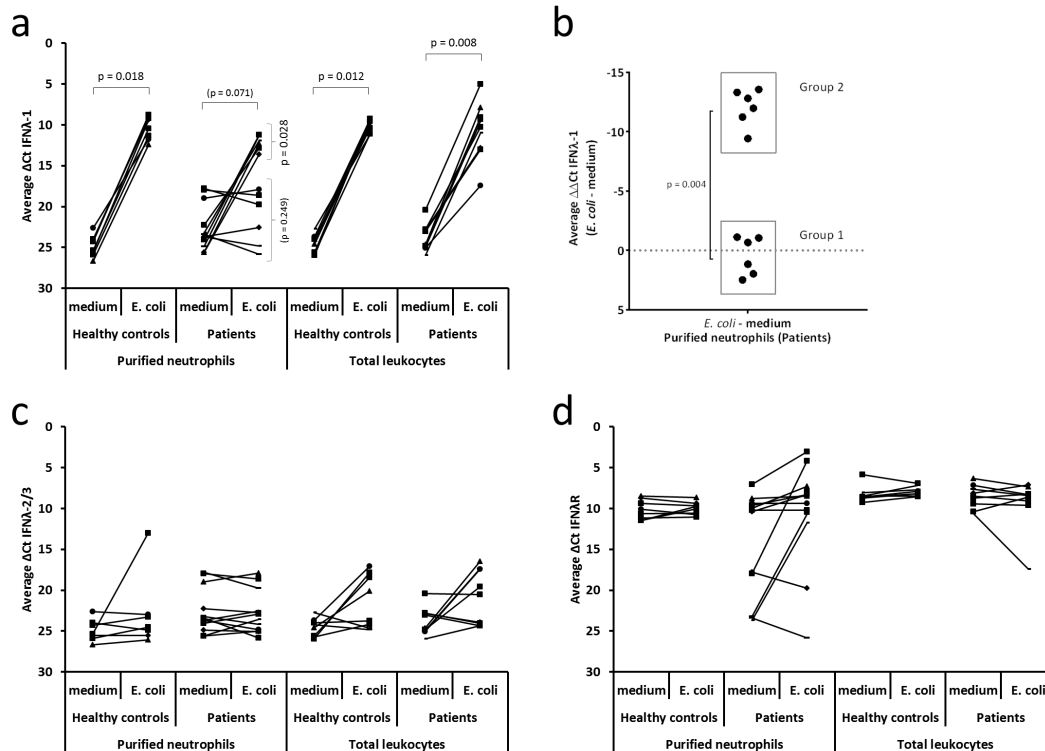 a
Average ΔCt IFNλ-1
0
5
10
15
20
25
30
p = 0.018
(p = 0.071)
p = 0.028
(p = 0.249)
p = 0.012
p = 0.008
medium E. coli medium E. coli medium E. coli medium E. coli
Healthy controls Patients Healthy controls Patients
Purified neutrophils Total leukocytes
b
Average ΔΔCt IFNλ-1
(E. coli - medium)
-15
-10
-5
0
5
p = 0.004
Group 2
Group 1
E. coli - medium
Purified neutrophils (Patients)
c
Average ΔCt IFNλ-2/3
0
5
10
15
20
25
30
medium E. coli medium E. coli medium E. coli medium E. coli
Healthy controls Patients Healthy controls Patients
Purified neutrophils Total leukocytes
d
Average ΔCt IFNλR
0
5
10
15
20
25
30
medium E. coli medium E. coli medium E. coli medium E. coli
Healthy controls Patients Healthy controls Patients
Purified neutrophils Total leukocytes